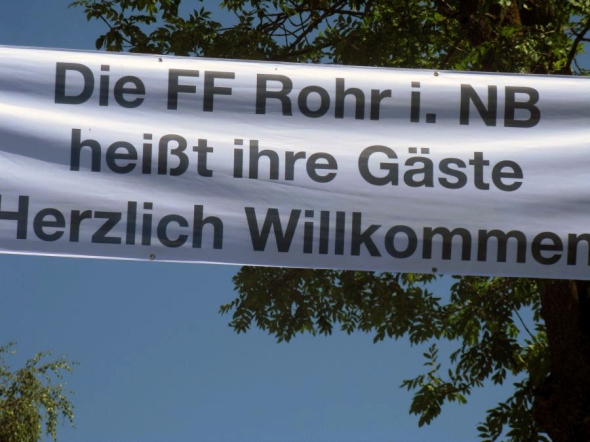 Die FF Rohr i. NB
heißt ihre Gäste
Herzlich Willkommen